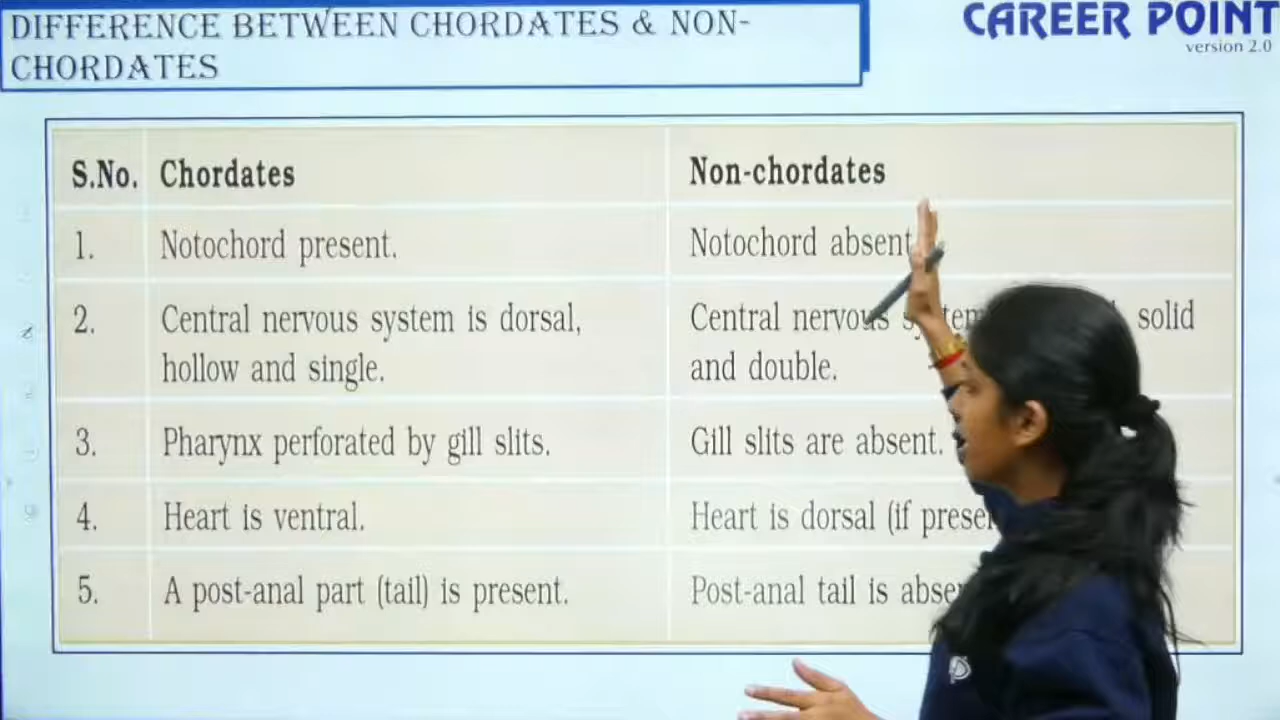 DIFFERENCE BETWEEN CHORDATES & NON-
CHORDATES
CAREER POINT
version 2.0
S.No. Chordates Non-chordates
1. Notochord present. Notochord absent
2. Central nervous system is dorsal, Central nervous solid
hollow and single. and double.
3. Pharynx perforated by gill slits. Gill slits are absent.
4. Heart is ventral. Heart is dorsal (if
5. A post-anal part (tail) is present. Post-anal tail is